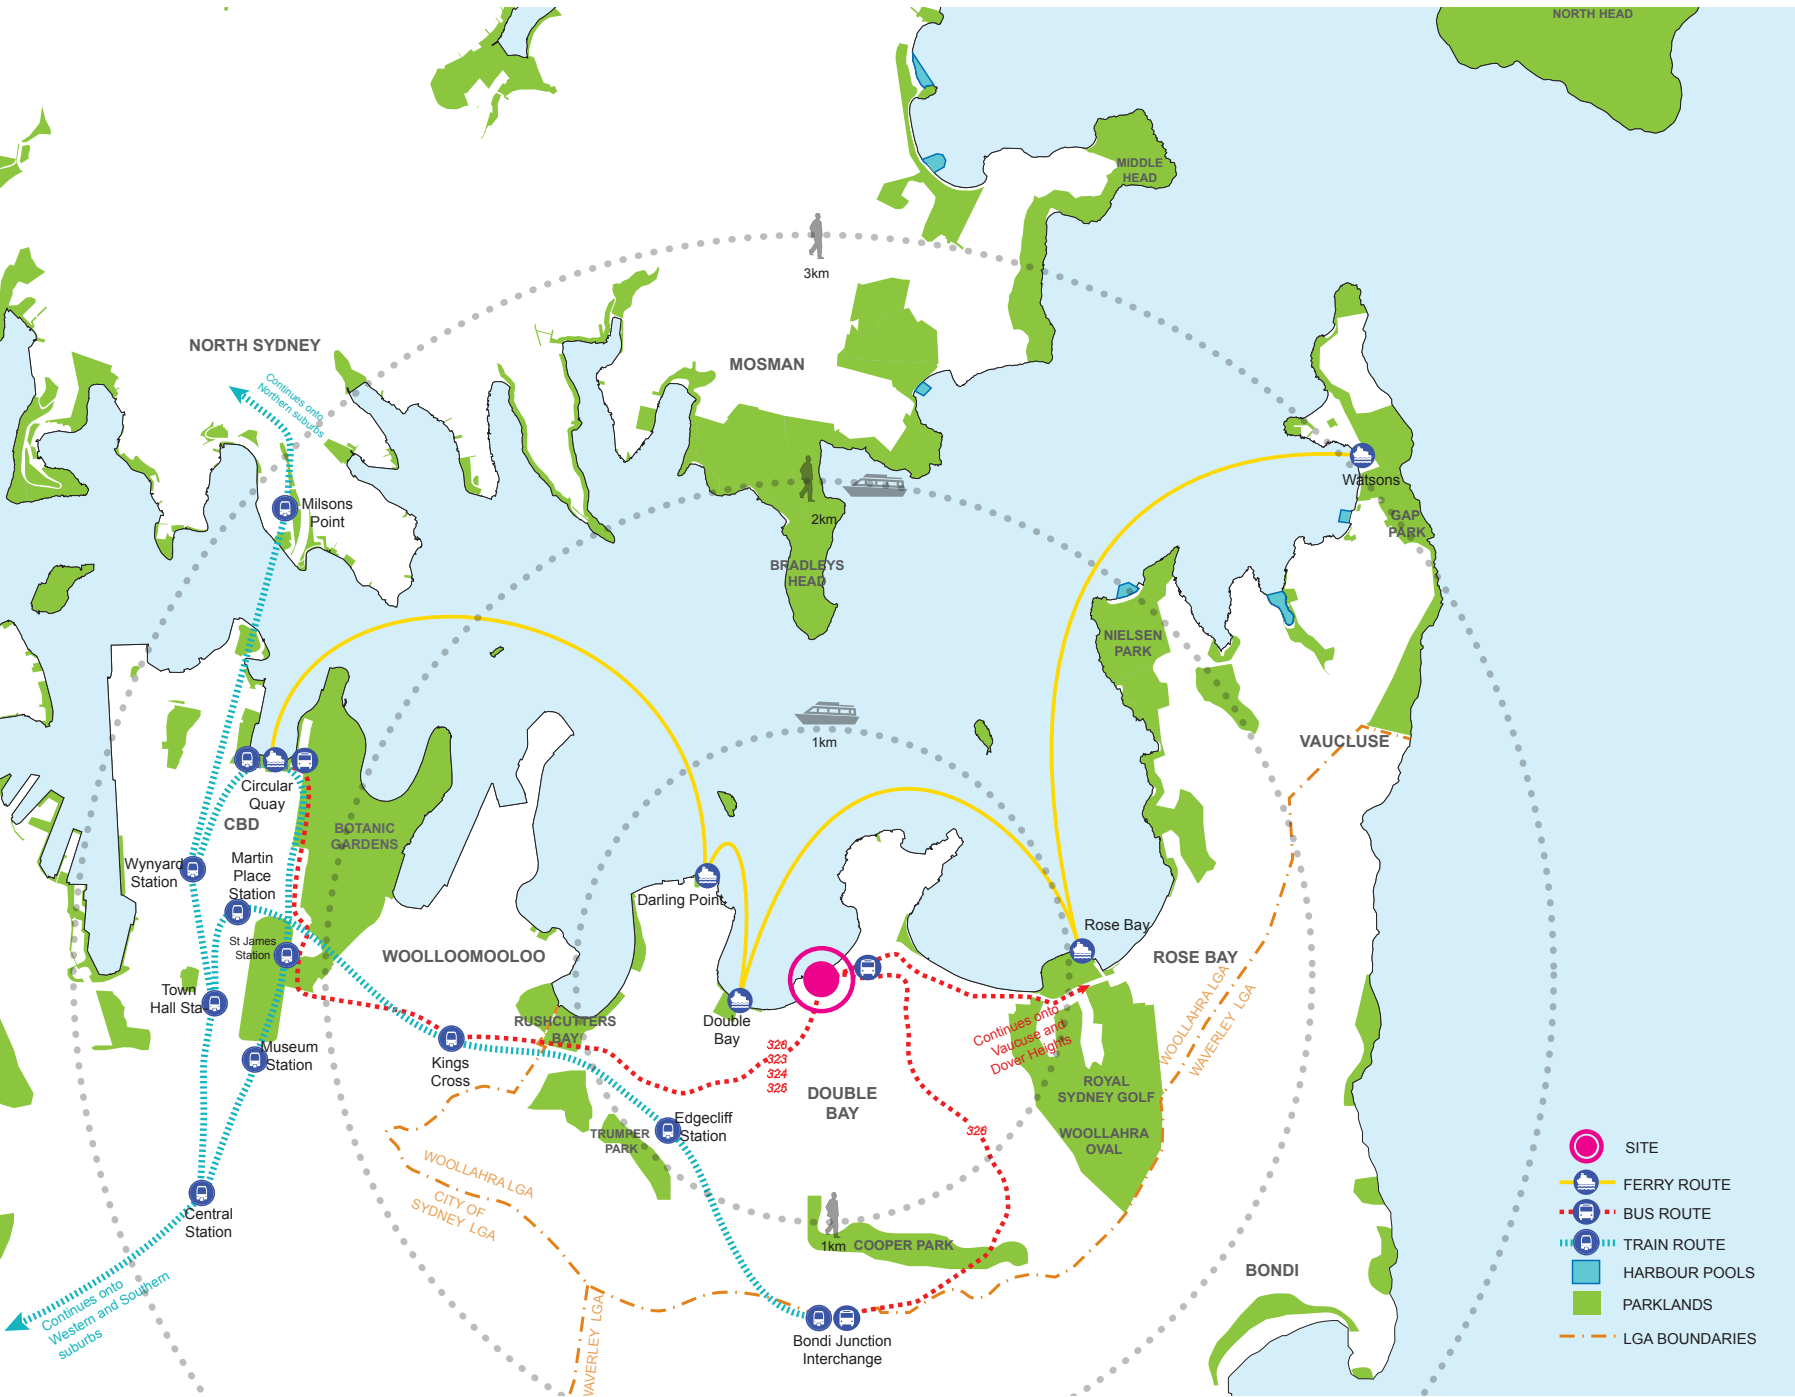 NORTH HEAD
MIDDLE
HEAD
3km
NORTH SYDNEY
MOSMAN
Continues onto
Northern suburbs
Milsons
Point
2km
BRADLEYS
HEAD
Watsons
GAP
PARK
NIELSEN
PARK
1km
VAUCLUSE
Circular
Quay
CBD
BOTANIC
GARDENS
Wynyard
Station
Martin
Place
Station
St James
Station
Darling Point
Rose Bay
WOOLLOOMOOLOO
ROSE BAY
Town
Hall Sta
Double
Bay
RUSHCUTTERS
BAY
Museum
Station
Kings
Cross
326
323
324
325
Continues onto
Vaucuse and
Dover Heights
WOOLLAHRA LGA
WAVERLEY LGA
DOUBLE
BAY
ROYAL
SYDNEY GOLF
WOOLLAHRA
OVAL
326
Edgecliff
Station
TRUMPER
PARK
WOOLLAHRA LGA
CITY OF
SYDNEY LGA
Central
Station
1km
COOPER PARK
BONDI
Continues onto
Western and Southern
suburbs
WAVERLEY LGA
Bondi Junction
Interchange
SITE
FERRY ROUTE
BUS ROUTE
TRAIN ROUTE
HARBOUR POOLS
PARKLANDS
LGA BOUNDARIES